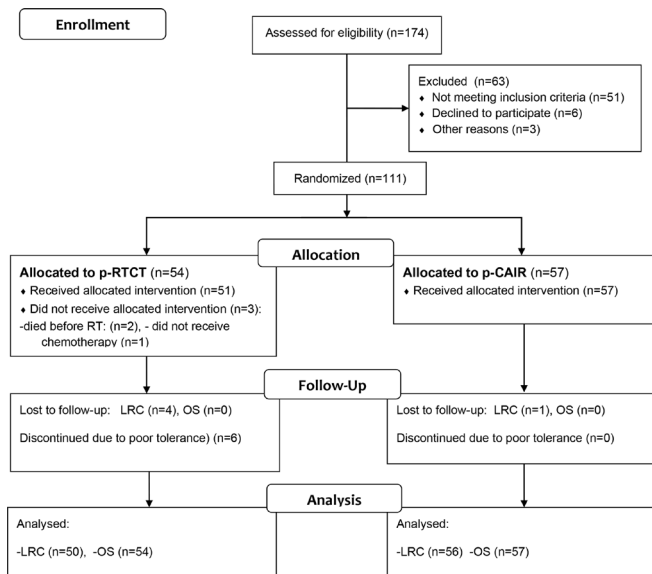 Enrollment
Assessed for eligibility (n=174)
Excluded (n=63)
♦ Not meeting inclusion criteria (n=51)
♦ Declined to participate (n=6)
♦ Other reasons (n=3)
Randomized (n=111)
Allocation
Allocated to p-RTCT (n=54)
♦ Received allocated intervention (n=51)
♦ Did not receive allocated intervention (n=3):
-died before RT: (n=2), - did not receive
chemotherapy (n=1)
Allocated to p-CAIR (n=57)
♦ Received allocated intervention (n=57)
Follow-Up
Lost to follow-up: LRC (n=4), OS (n=0)
Discontinued due to poor tolerance) (n=6)
Lost to follow-up: LRC (n=1), OS (n=0)
Discontinued due to poor tolerance (n=0)
Analysis
Analysed:
-LRC (n=50), -OS (n=54)
Analysed:
-LRC (n=56) -OS (n=57)